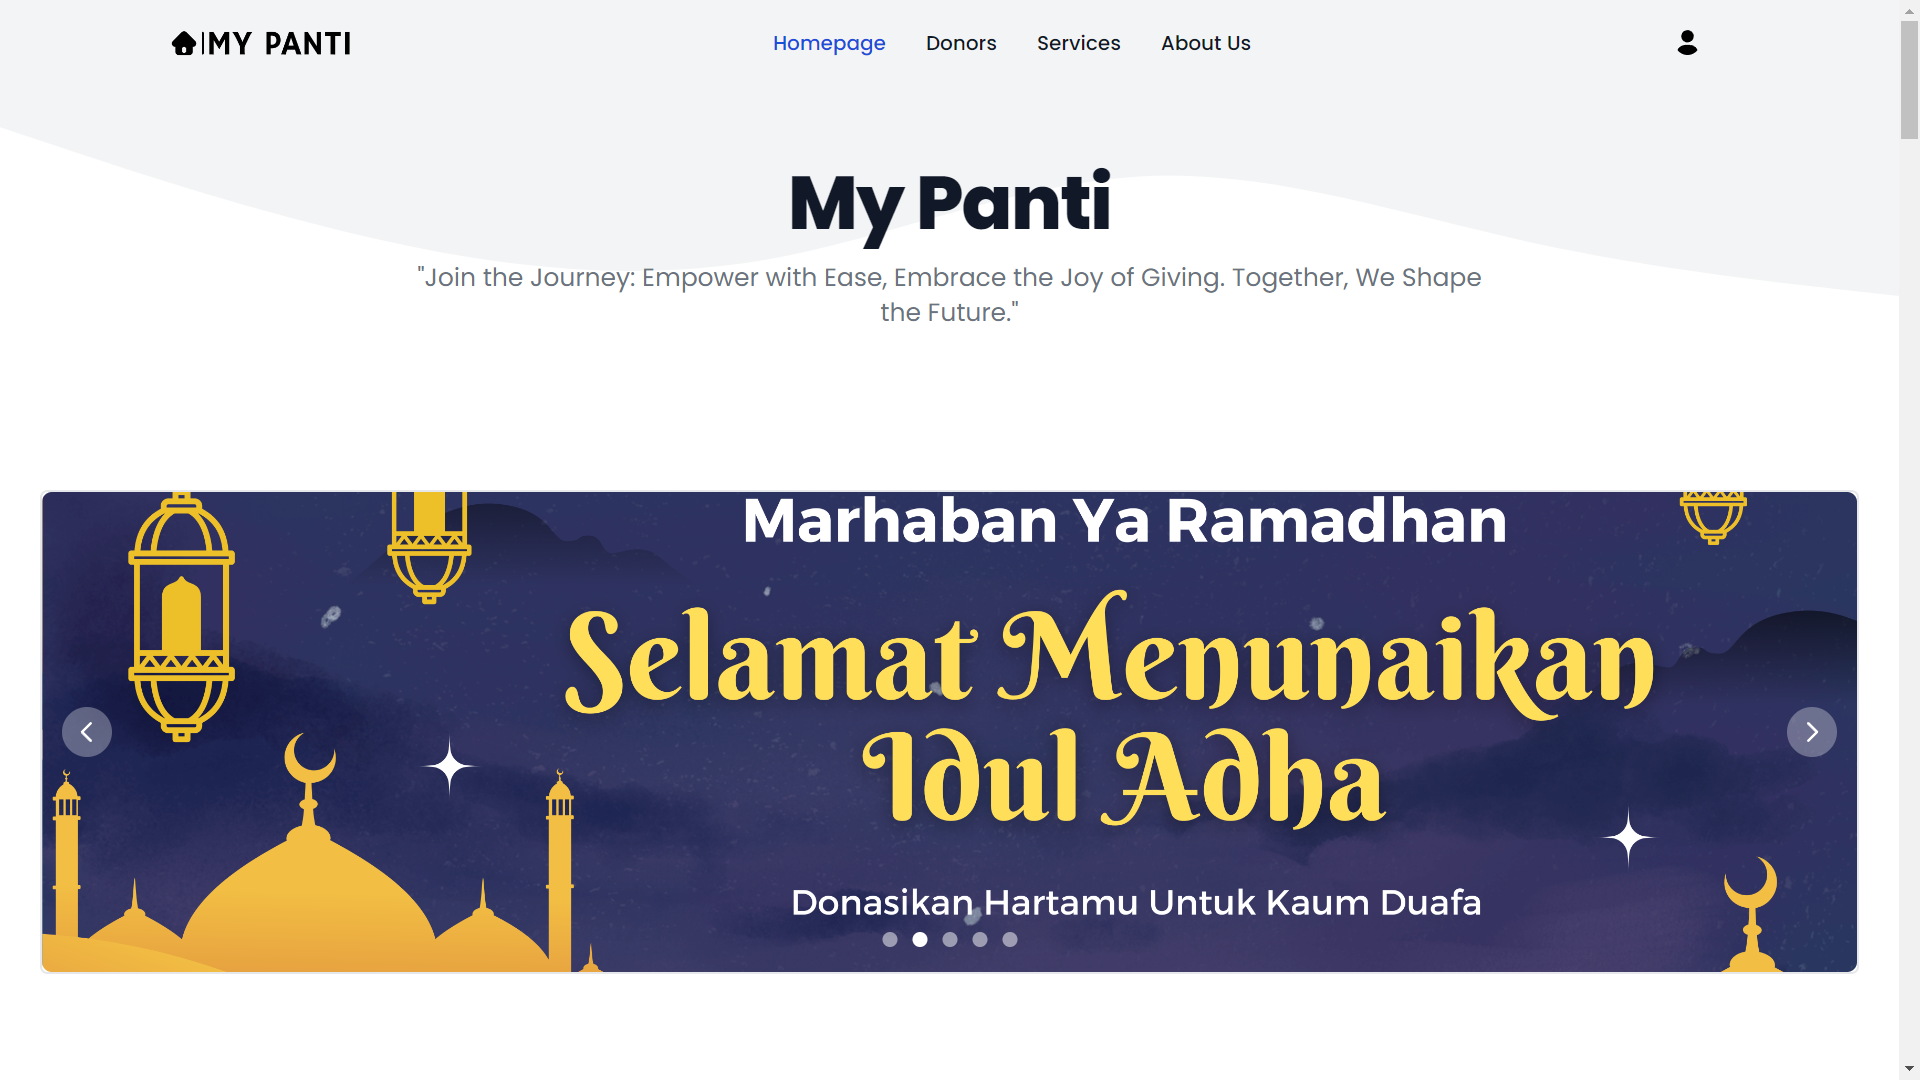 MY PANTI
Homepage Donors Services About Us
My Panti
"Join the Journey: Empower with Ease, Embrace the Joy of Giving. Together, We Shape
the Future."
Marhaban Ya Ramadhan
Selamat Menunaikan
Idul Adha
Donasikan Hartamu Untuk Kaum Duafa